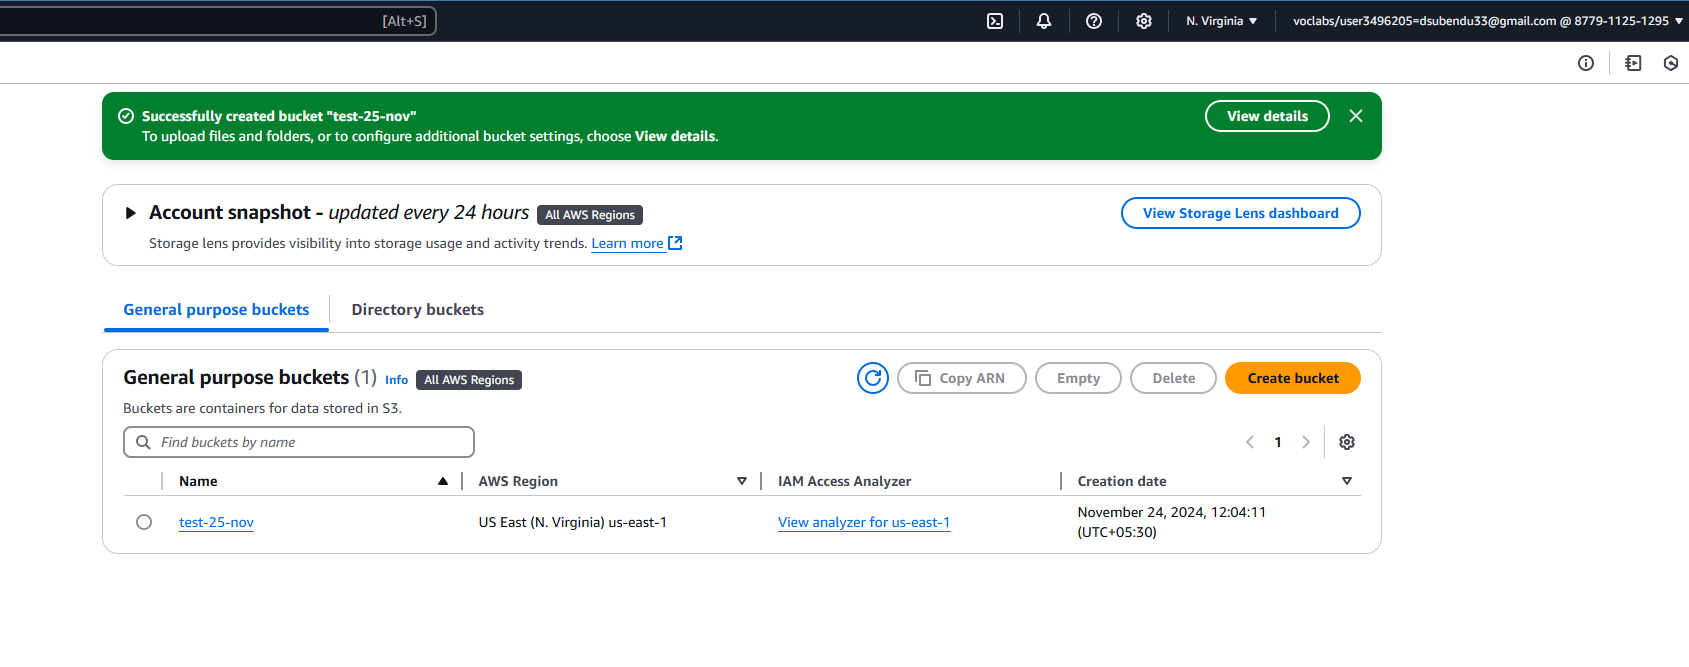 [Alt+S]
N. Virginia
voclabs/user3496205=dsubendu33@gmail.com @ 8779-1125-1295
Successfully created bucket "test-25-nov"
To upload files and folders, or to configure additional bucket settings, choose View details.
View details
Account snapshot - updated every 24 hours
All AWS Regions
Storage lens provides visibility into storage usage and activity trends. Learn more
View Storage Lens dashboard
General purpose buckets
Directory buckets
General purpose buckets (1)
Info
All AWS Regions
Copy ARN
Empty
Delete
Create bucket
Buckets are containers for data stored in S3.
Find buckets by name
1
Name
AWS Region
IAM Access Analyzer
Creation date
test-25-nov
US East (N. Virginia) us-east-1
View analyzer for us-east-1
November 24, 2024, 12:04:11
(UTC+05:30)